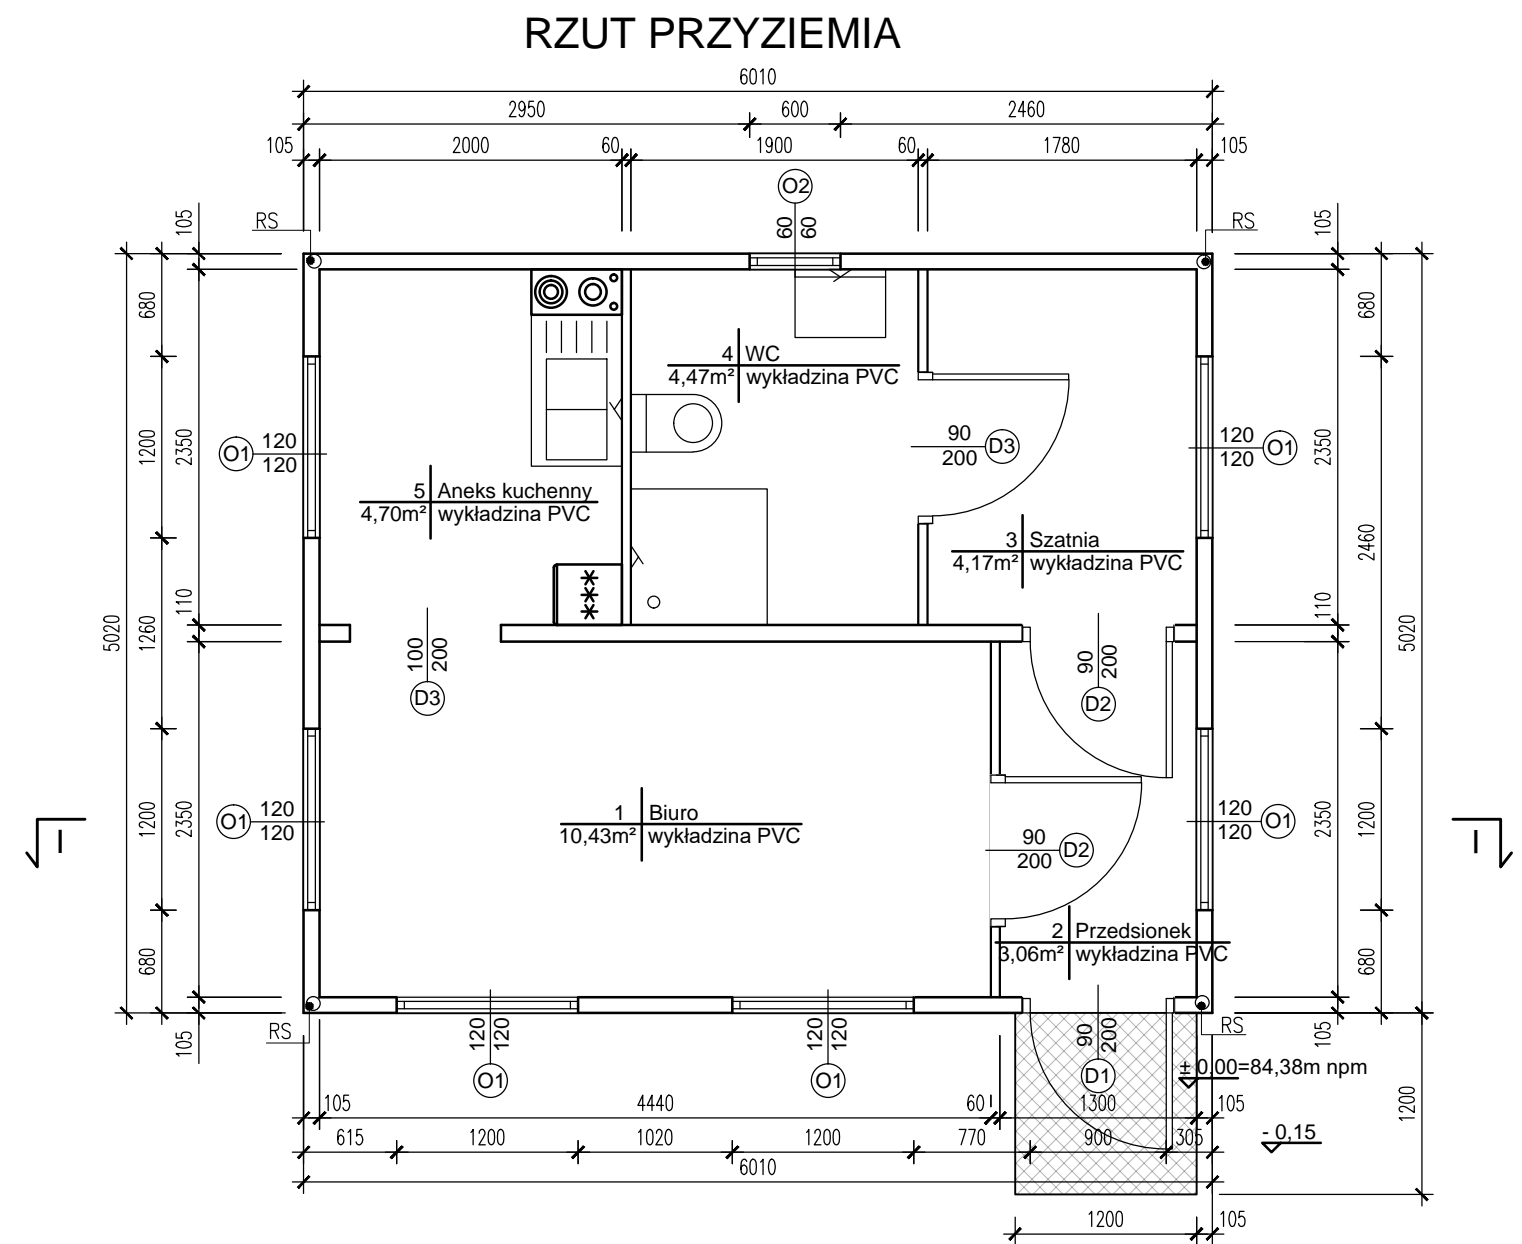 RZUT PRZYZIEMIA
6010
2950 600 2460
105 2000 60 1900 60 1780 105
O2
60
60
RS RS
105 105
680 680
4 WC
4,47m² wykładzina PVC
O1 120
120
1200 2350
90
200 D3
120
120 O1
2350
5 Aneks kuchenny
4,70m² wykładzina PVC
3 Szatnia
4,17m² wykładzina PVC
2460
110 110
5020 1260
100
200
D3
90
200
D2
5020
1 Biuro
10,43m² wykładzina PVC
I I
O1 120
120
1200 2350
90
200 D2
120
120 O1
2350 1200
2 Przedsionek
3,06m² wykładzina PVC
680 680
RS RS
105 105
120
120
O1
120
120
O1
90
200
D1
± 0.00=84,38m npm
1200
105 4440 60 1300 105
615 1200 1020 1200 770 900 305
- 0,15
6010
1200 105